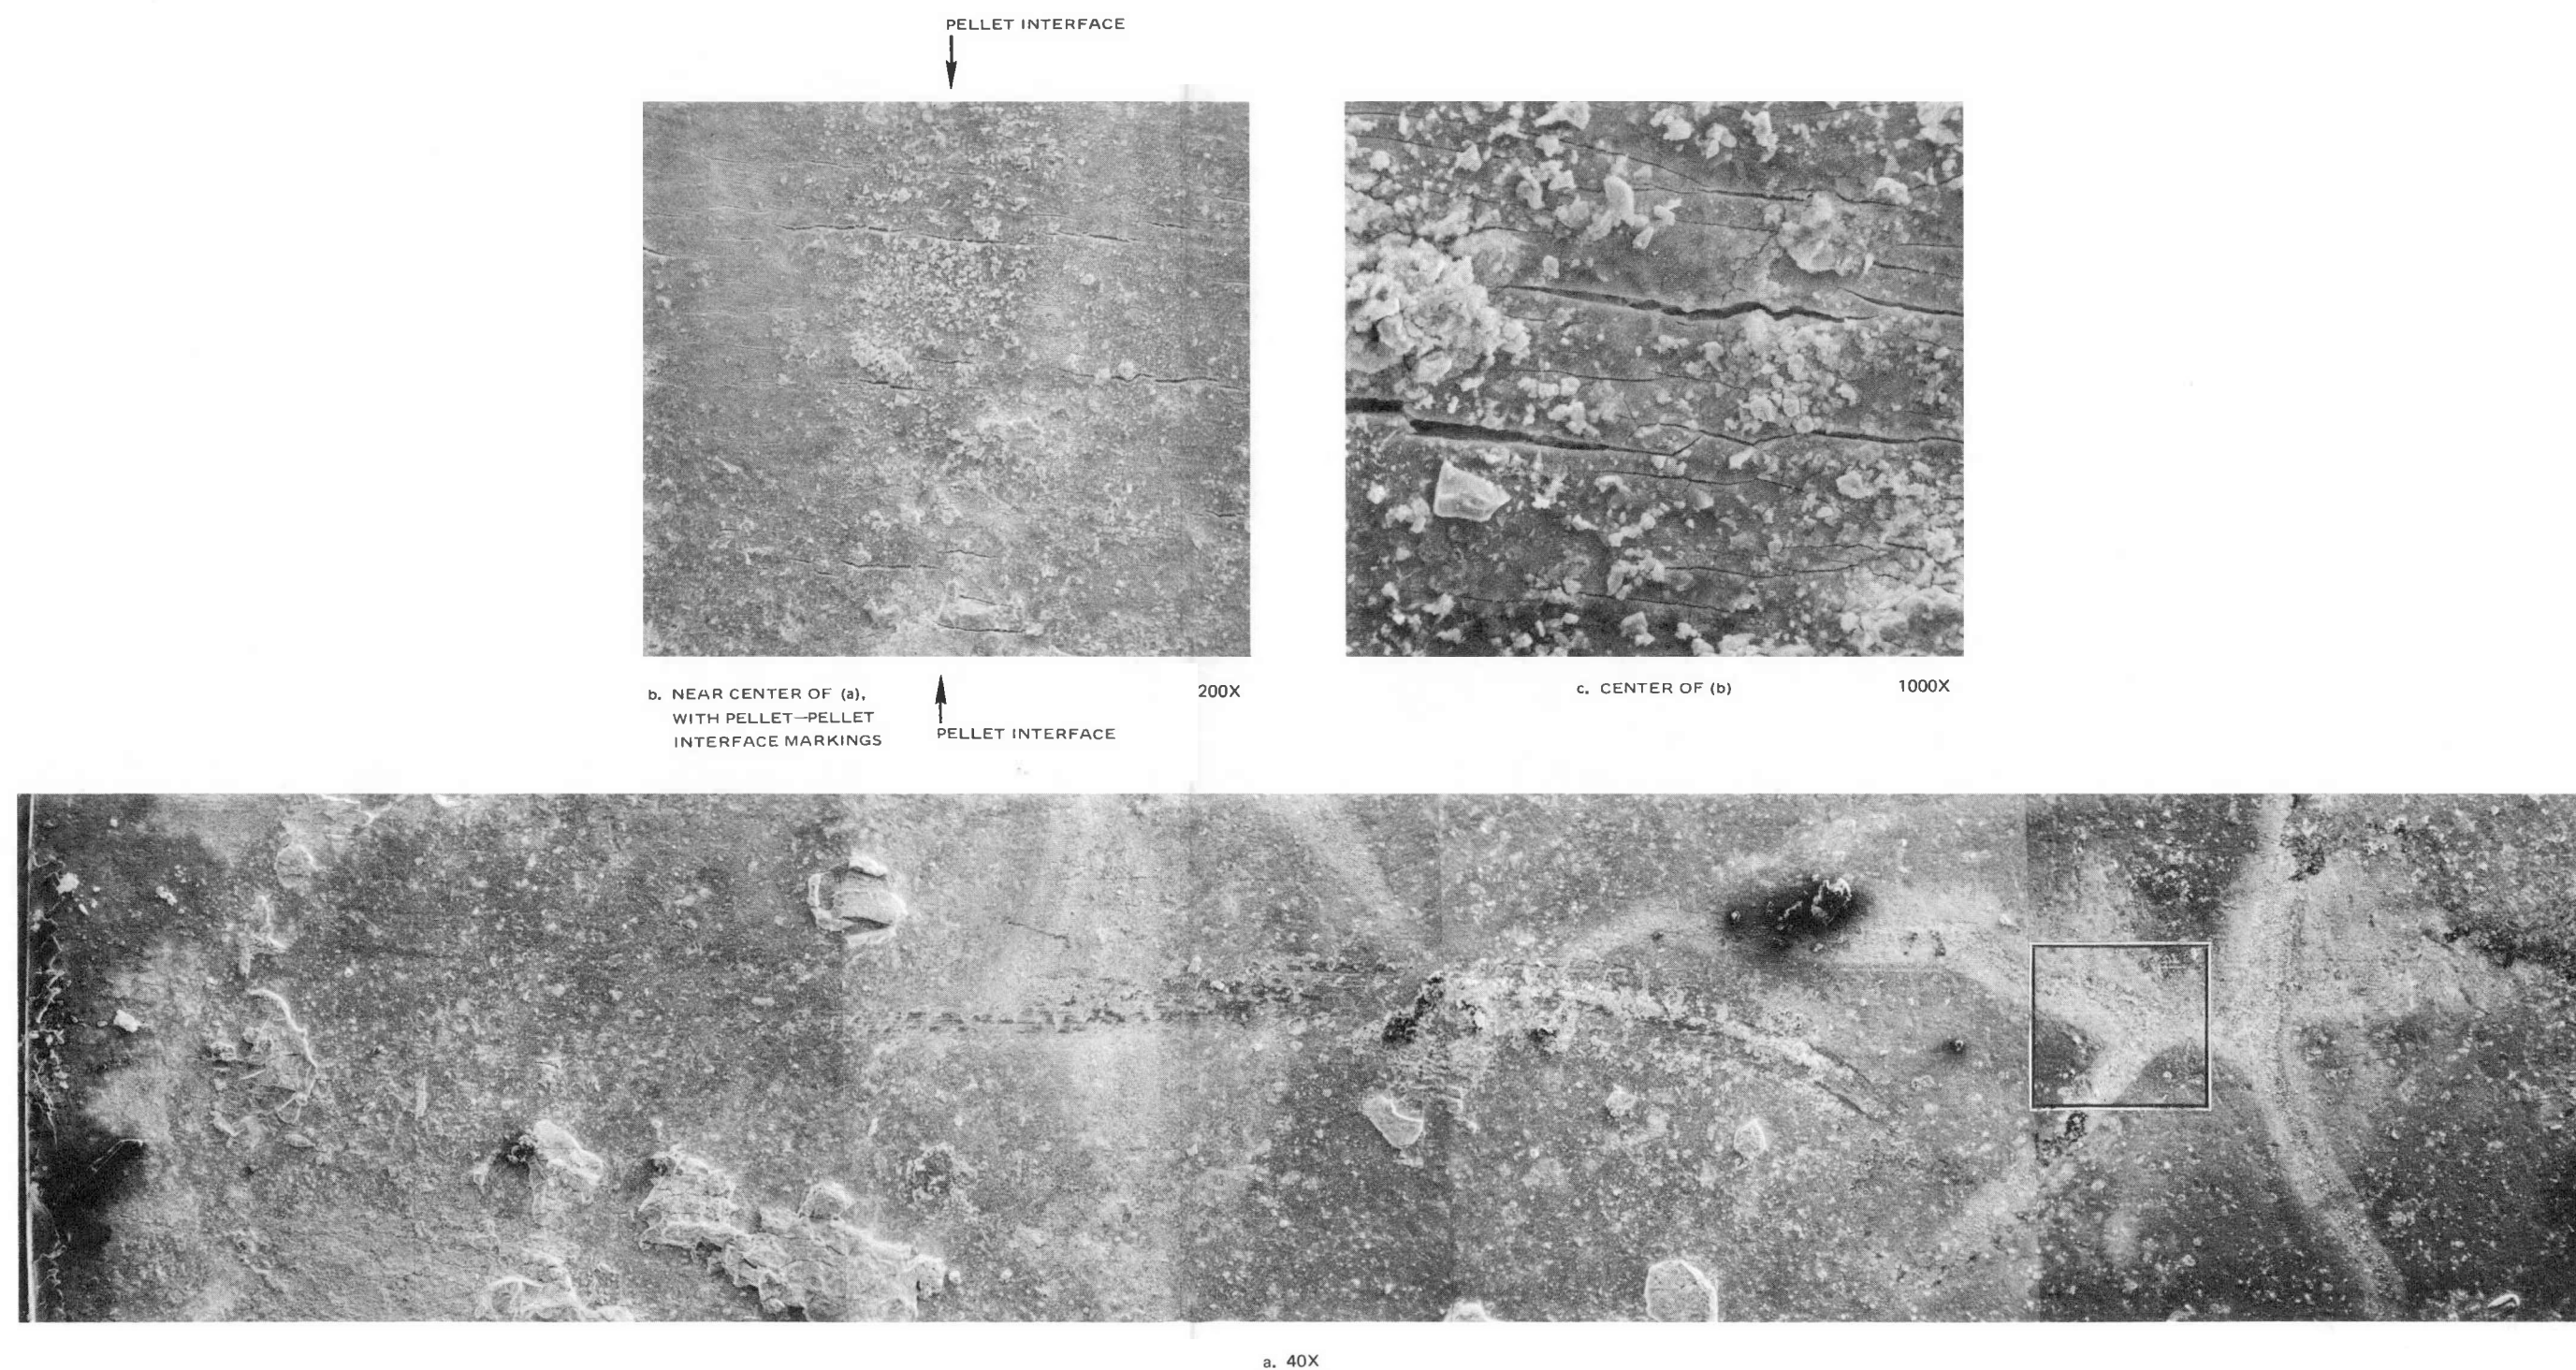 PELLET INTERFACE
b. NEAR CENTER OF (a),
WITH PELLET—PELLET
INTERFACE MARKINGS
200X
PELLET INTERFACE
c. CENTER OF (b)
1000X
a. 40X